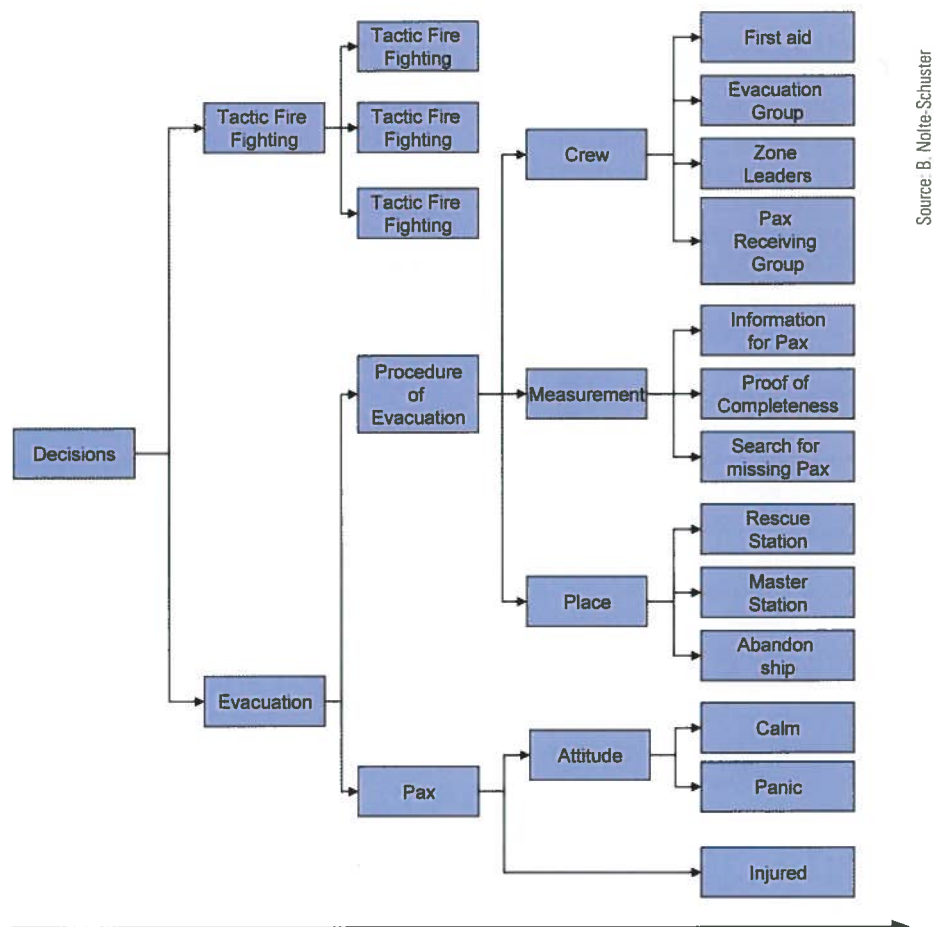 Decisions
Tactic Fire
Fighting
Tactic Fire
Fighting
Tactic Fire
Fighting
Tactic Fire
Fighting
Evacuation
Procedure
of
Evacuation
Crew
First aid
Evacuation
Group
Zone
Leaders
Pax
Receiving
Group
Measurement
Information
for Pax
Proof of
Completeness
Search for
missing Pax
Place
Rescue
Station
Master
Station
Abandon
ship
Pax
Attitude
Calm
Panic
Injured
Source: B. Nolte-Schuster